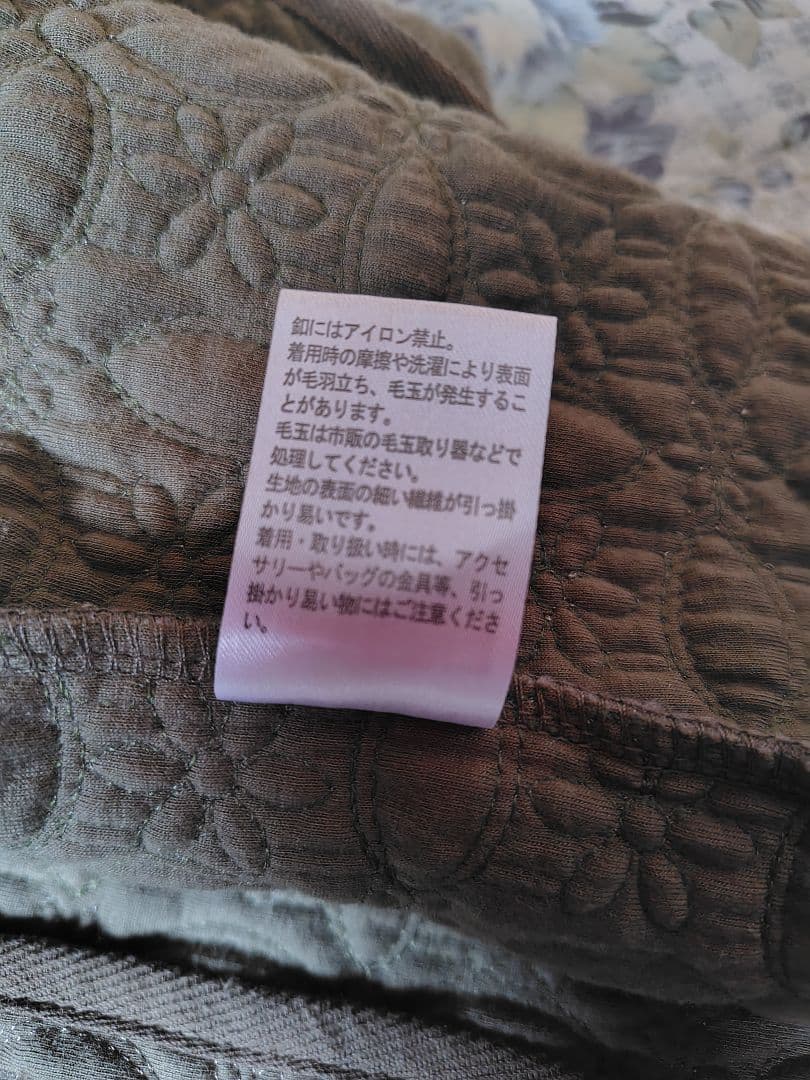 釦にはアイロン禁止。
着用時の摩擦や洗濯により表面
が毛羽立ち、毛玉が発生するこ
とがあります。
毛玉は市販の毛玉取り器などで
処理してください。
生地の表面の細い繊維が引っ掛
かり易いです。
着用・取り扱い時には、アクセ
サリーやバッグの金具等、引っ
掛かり易い物にはご注意くださ
い。